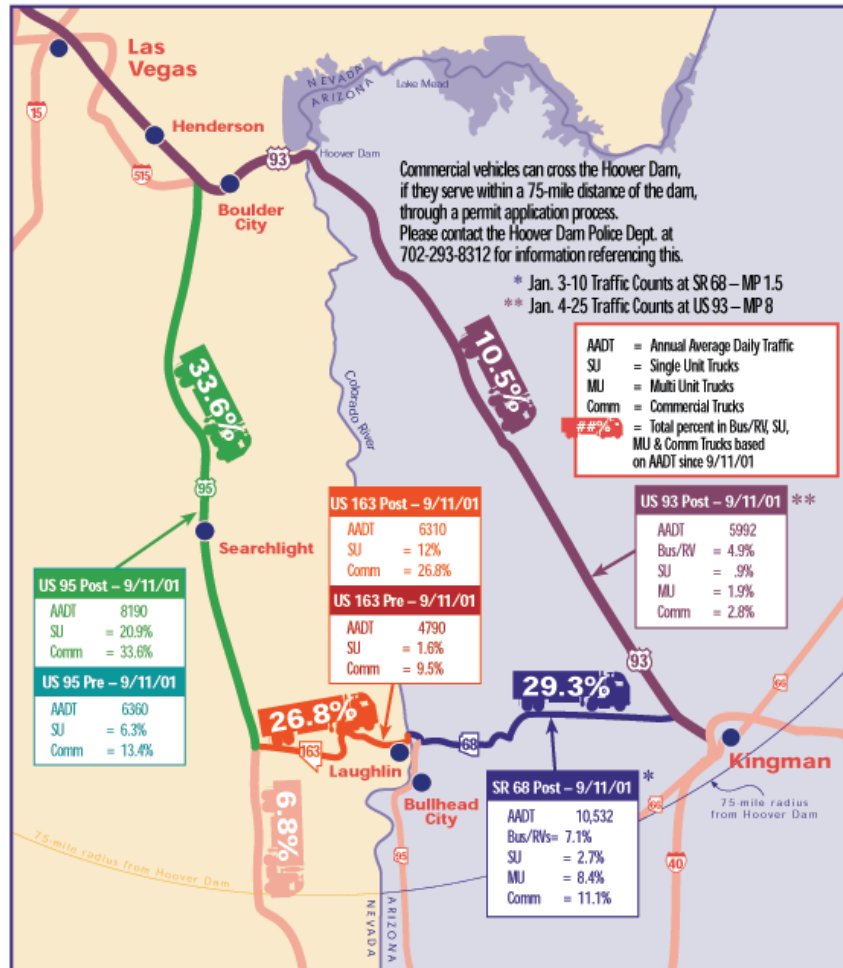 Las
Vegas
NEVADA
ARIZONA
Lake Mead
15
Henderson
515
93
Hoover Dam
Boulder
City
Commercial vehicles can cross the Hoover Dam,
if they serve within a 75-mile distance of the dam,
through a permit application process.
Please contact the Hoover Dam Police Dept. at
702-293-8312 for information referencing this.
* Jan. 3-10 Traffic Counts at SR 68 – MP 1.5
** Jan. 4-25 Traffic Counts at US 93 – MP 8
AADT = Annual Average Daily Traffic
SU = Single Unit Trucks
MU = Multi Unit Trucks
Comm = Commercial Trucks
##% = Total percent in Bus/RV, SU,
MU & Comm Trucks based
on AADT since 9/11/01
33.6%
10.5%
Colorado River
95
Searchlight
US 163 Post – 9/11/01
AADT 6310
SU = 12%
Comm = 26.8%
US 163 Pre – 9/11/01
AADT 4790
SU = 1.6%
Comm = 9.5%
US 93 Post – 9/11/01 **
AADT 5992
Bus/RV = 4.9%
SU = .9%
MU = 1.9%
Comm = 2.8%
US 95 Post – 9/11/01
AADT 8190
SU = 20.9%
Comm = 33.6%
US 95 Pre – 9/11/01
AADT 6360
SU = 6.3%
Comm = 13.4%
93
66
29.3%
26.8%
163
68
Laughlin
Bullhead
City
Kingman
66
75-mile radius
from Hoover Dam
SR 68 Post – 9/11/01 *
AADT 10,532
Bus/RVs= 7.1%
SU = 2.7%
MU = 8.4%
Comm = 11.1%
6.8%
95
40
75-mile radius from Hoover Dam
NEVADA
ARIZONA